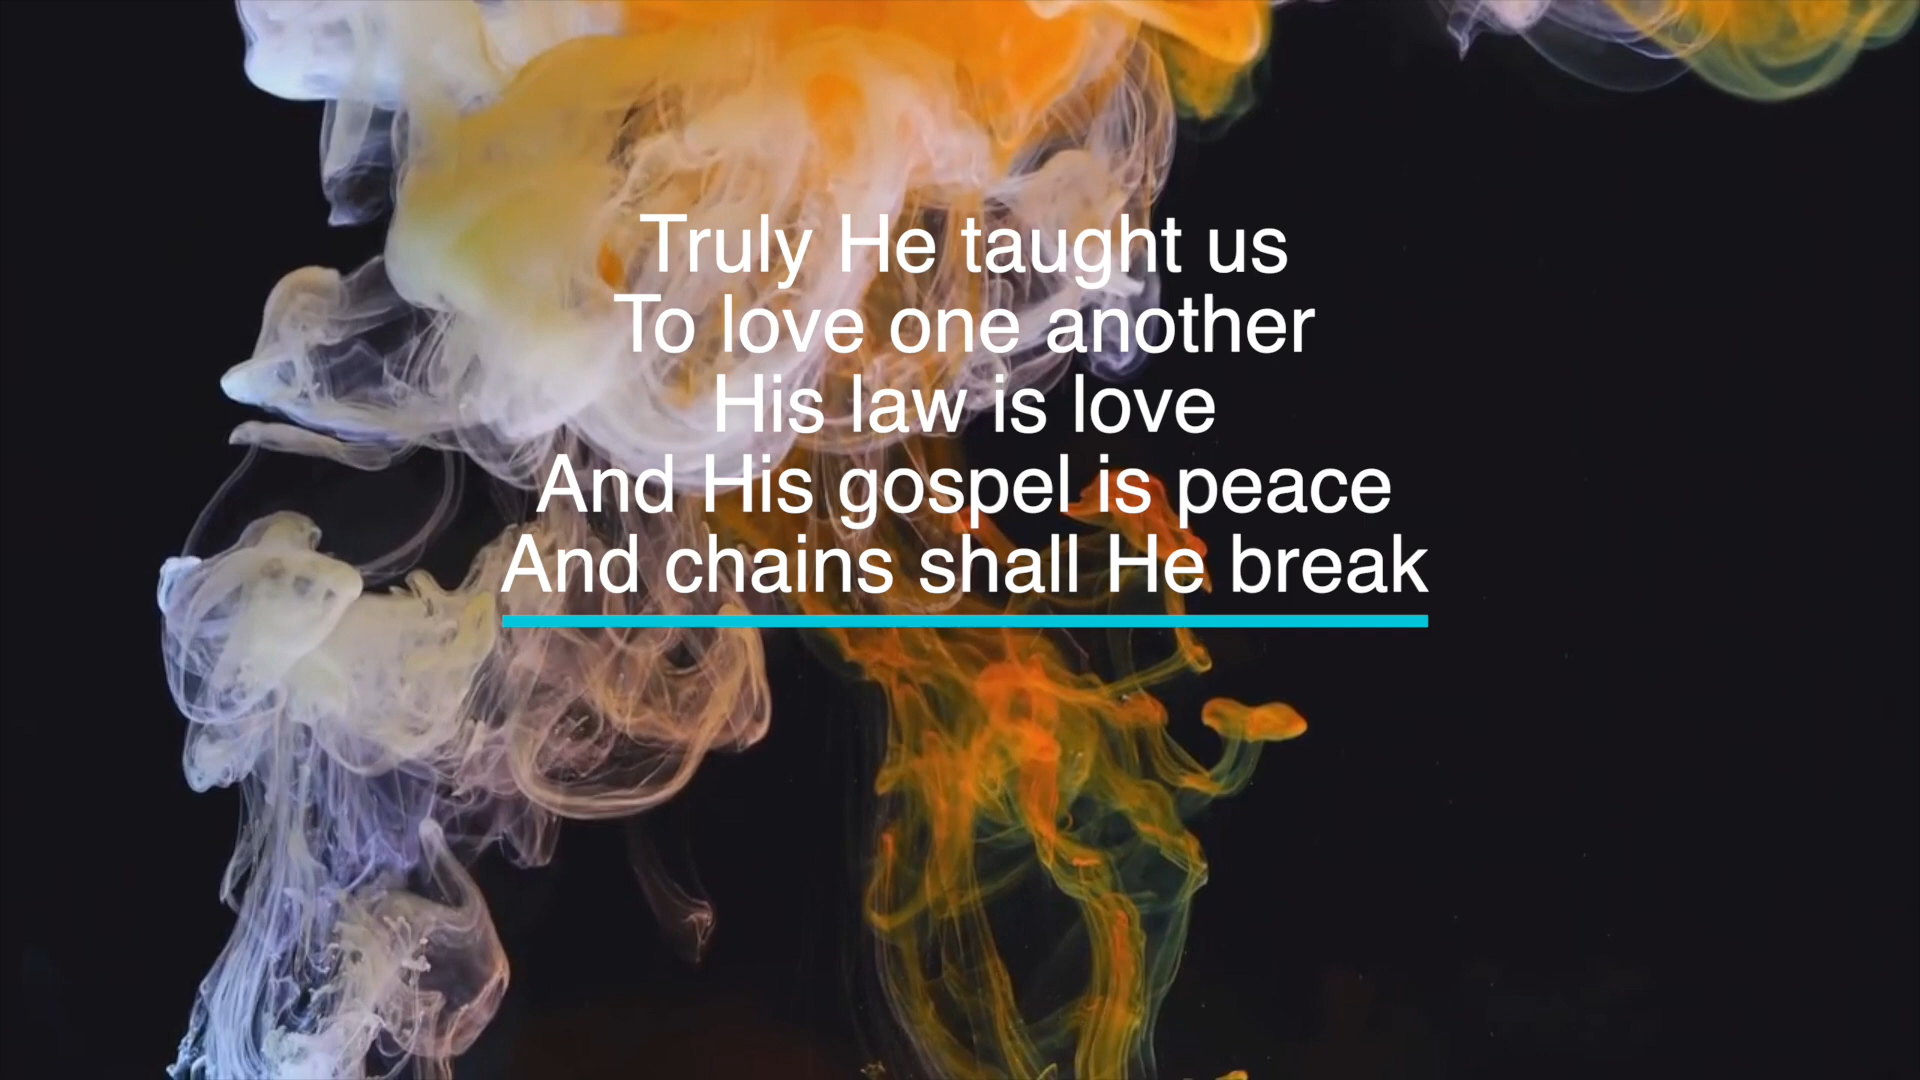 Truly He taught us
To love one another
His law is love
And His gospel is peace
And chains shall He break